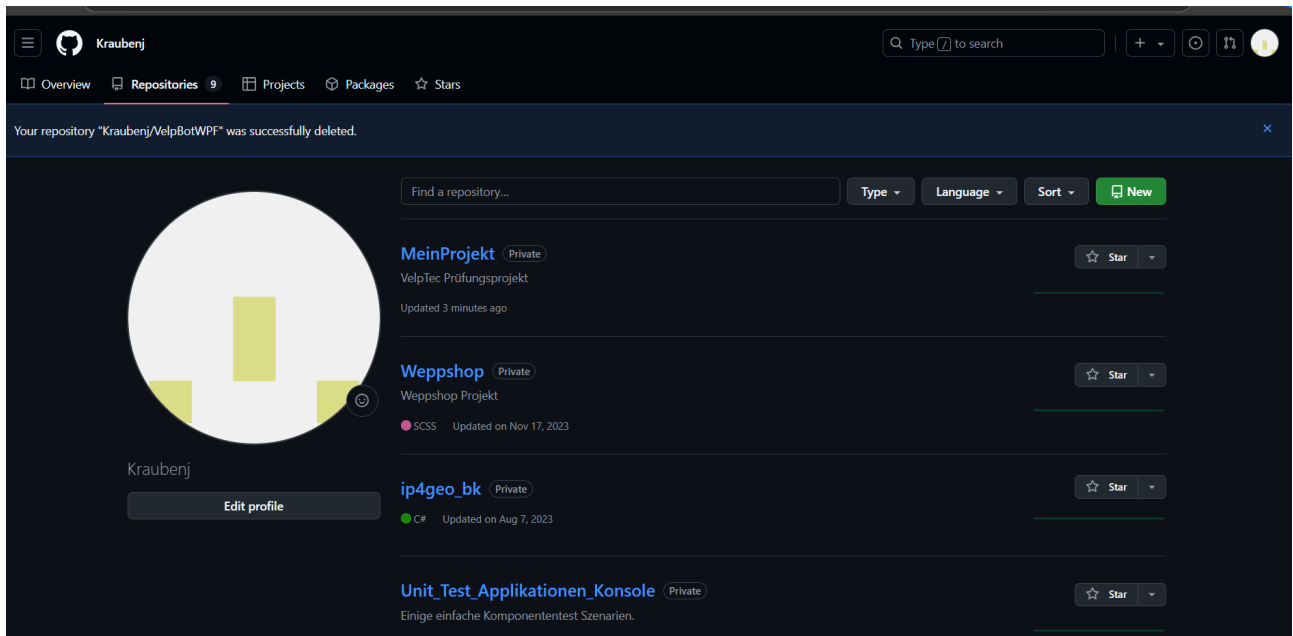 Kraubenj
Type / to search
Overview
Repositories 9
Projects
Packages
Stars
Your repository "Kraubenj/VelpBotWPF" was successfully deleted.
Find a repository...
Type
Language
Sort
New
MeinProjekt Private
Star
VelpTec Prüfungsprojekt
Updated 3 minutes ago
Weppshop Private
Star
Weppshop Projekt
SCSS Updated on Nov 17, 2023
Kraubenj
Edit profile
ip4geo_bk Private
Star
C# Updated on Aug 7, 2023
Unit_Test_Applikationen_Konsole Private
Star
Einige einfache Komponententest Szenarien.